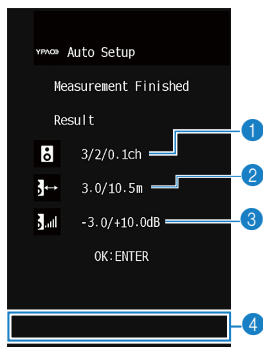 YPAO Auto Setup
Measurement Finished
Result
3/2/0.1ch
1
3.0/10.5m
2
-3.0/+10.0dB
3
OK:ENTER
4